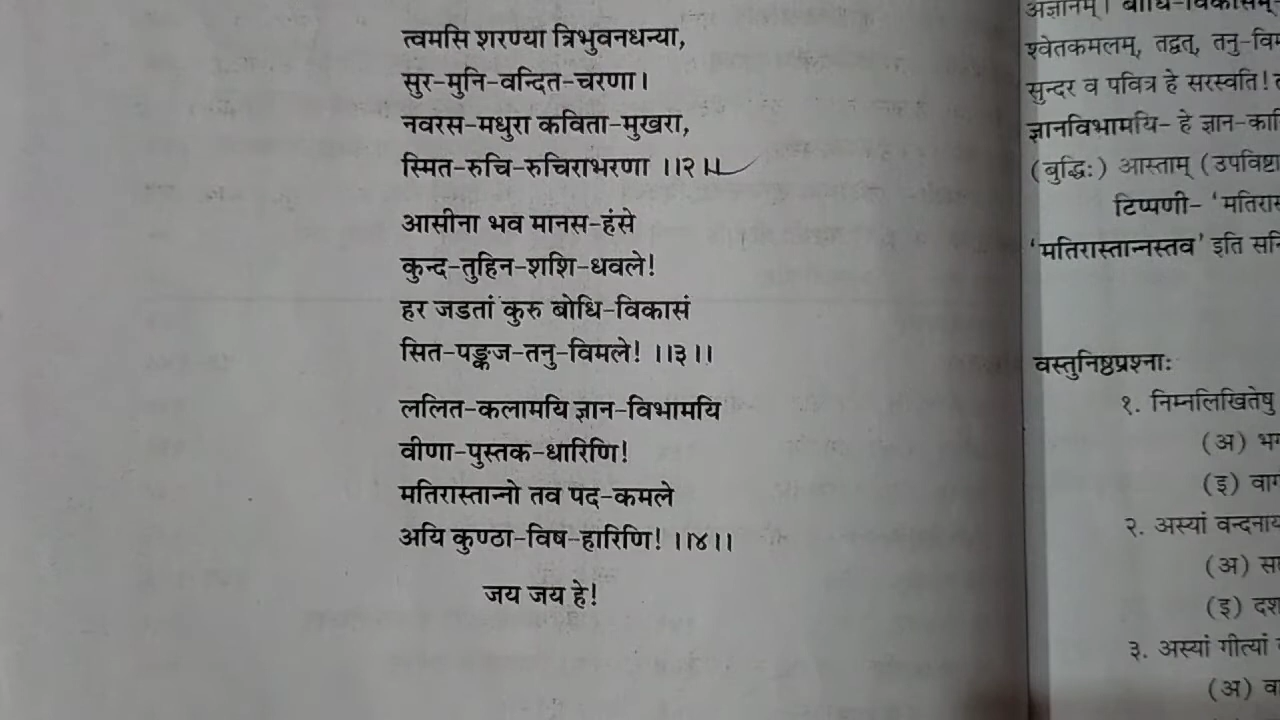 त्वमसि शरण्या त्रिभुवनधन्या,
सुर-मुनि-वन्दित-चरणा।
नवरस-मधुरा कविता-मुखरा,
स्मित-रुचि-रुचिराभरणा ।।२।।
आसीना भव मानस-हंसे
कुन्द-तुहिन-शशि-धवले!
हर जडतां कुरु बोधि-विकासं
सित-पङ्कज-तनु-विमले! ।।३।।
ललित-कलामयि ज्ञान-विभामयि
वीणा-पुस्तक-धारिणि!
मतिरास्तान्नो तव पद-कमले
अयि कुण्ठा-विष-हारिणि! ।।४।।
जय जय हे!
अज्ञानम्। बोधि-विकासम्-
श्वेतकमलम्, तद्वत्, तनु-
सुन्दर व पवित्र हे सरस्वति!
ज्ञानविभामयि- हे ज्ञान-
(बुद्धिः) आस्ताम्
टिप्पणी-
'मतिरास्तान्नस्तव' इति
वस्तुनिष्ठप्रश्नाः
१. निम्नलिखितेषु
(अ)
(इ)
२. अस्यां
(अ)
(इ)
३. अस्यां गीत्यां
(अ)